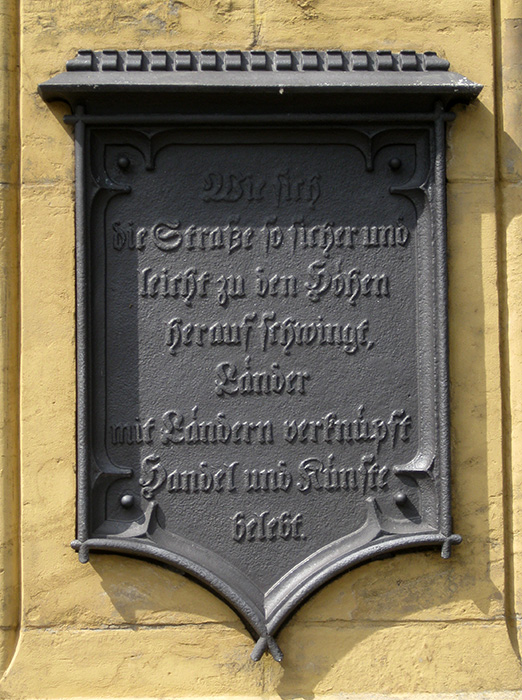 Wie sich
die Straße so sicher und
leicht zu den Höhen
herauf schwingt,
Länder
mit Ländern verknüpft
Handel und Künste
belebt.